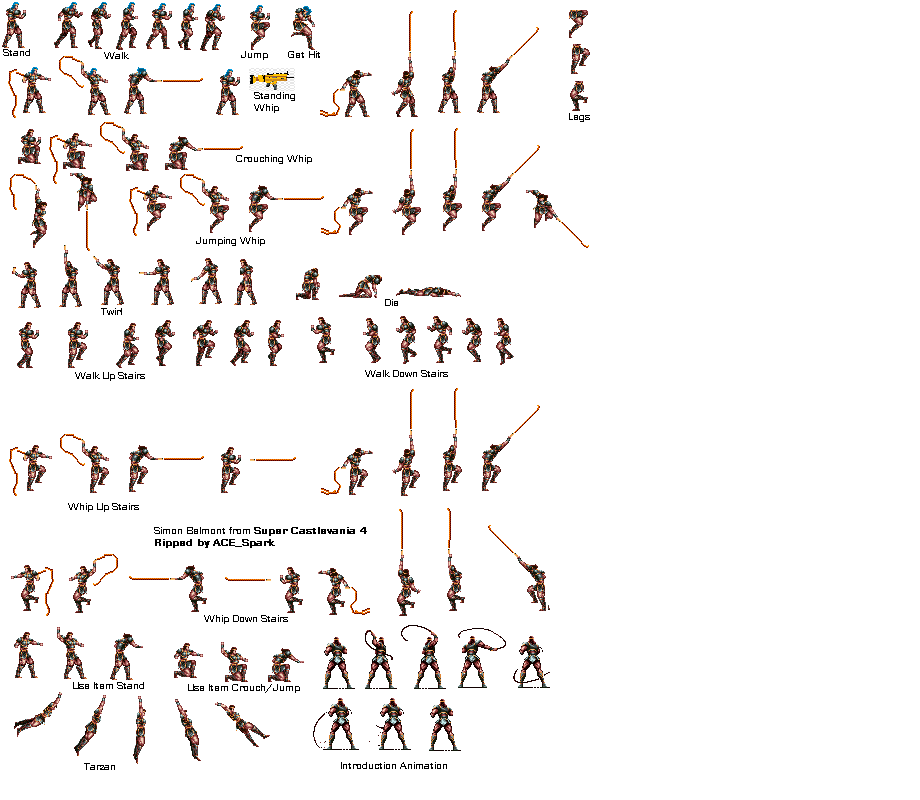 Stand
Walk
Jump
Get Hit
Standing
Whip
Legs
Crouching Whip
Jumping Whip
Twirl
Die
Walk Up Stairs
Walk Down Stairs
Whip Up Stairs
Simon Belmont from Super Castlevania 4
Ripped by ACE_Spark
Whip Down Stairs
Use Item Stand
Use Item Crouch/Jump
Tarzan
Introduction Animation